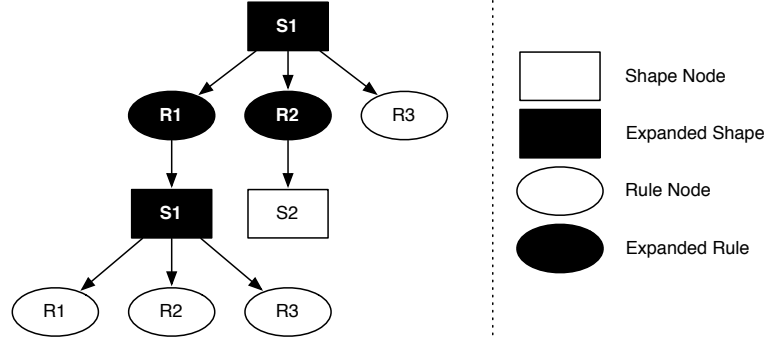 S1
R1
R2
R3
S1
S2
R1
R2
R3
Shape Node
Expanded Shape
Rule Node
Expanded Rule